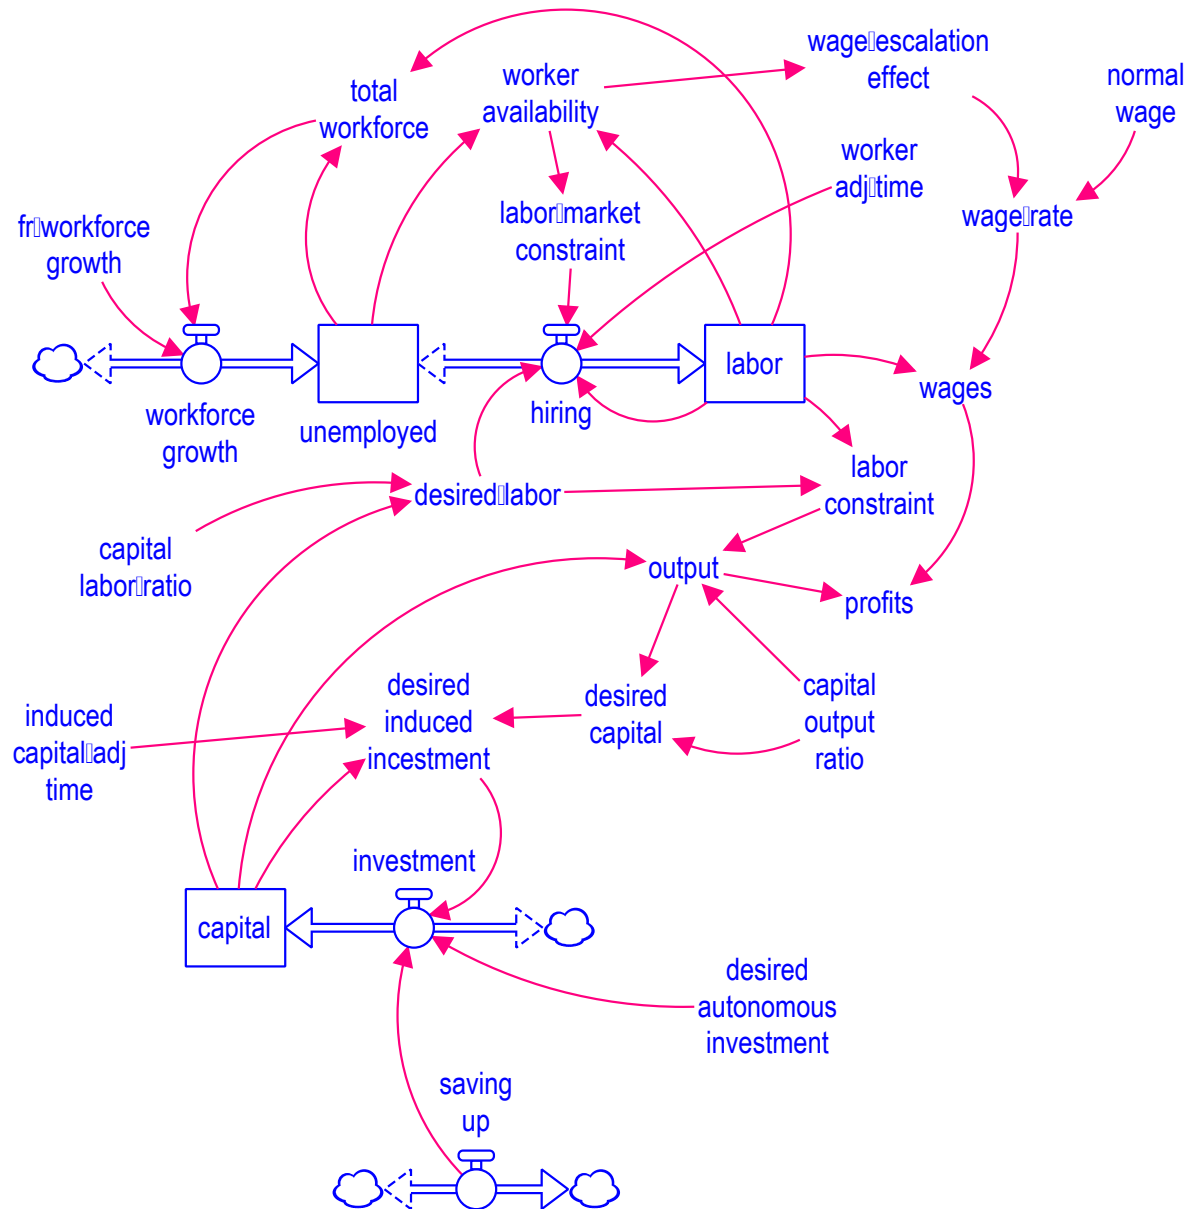 wage▯escalation
effect
normal
wage
worker
availability
total
workforce
worker
adj▯time
labor▯market
constraint
wage▯rate
fr▯workforce
growth
labor
wages
hiring
workforce
growth
unemployed
labor
constraint
desired▯labor
capital
labor▯ratio
output
profits
desired
induced
incestment
desired
capital
capital
output
ratio
induced
capital▯adj
time
investment
capital
desired
autonomous
investment
saving
up